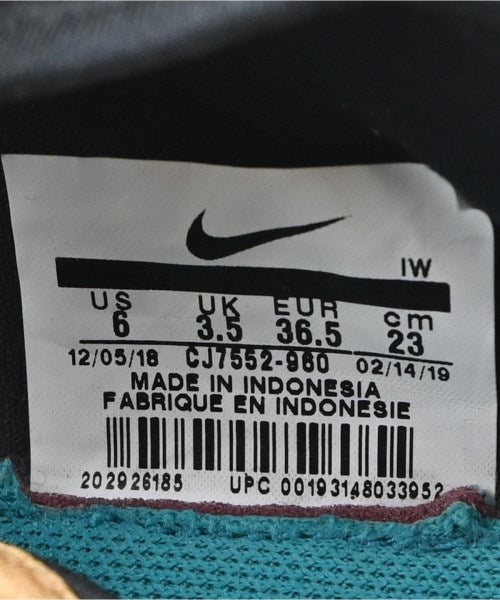 IW
US UK EUR cm
6 3.5 36.5 23
12/05/18 CJ7552-960 02/14/19
MADE IN INDONESIA
FABRIQUE EN INDONESIE
202926185 UPC 00193148033952